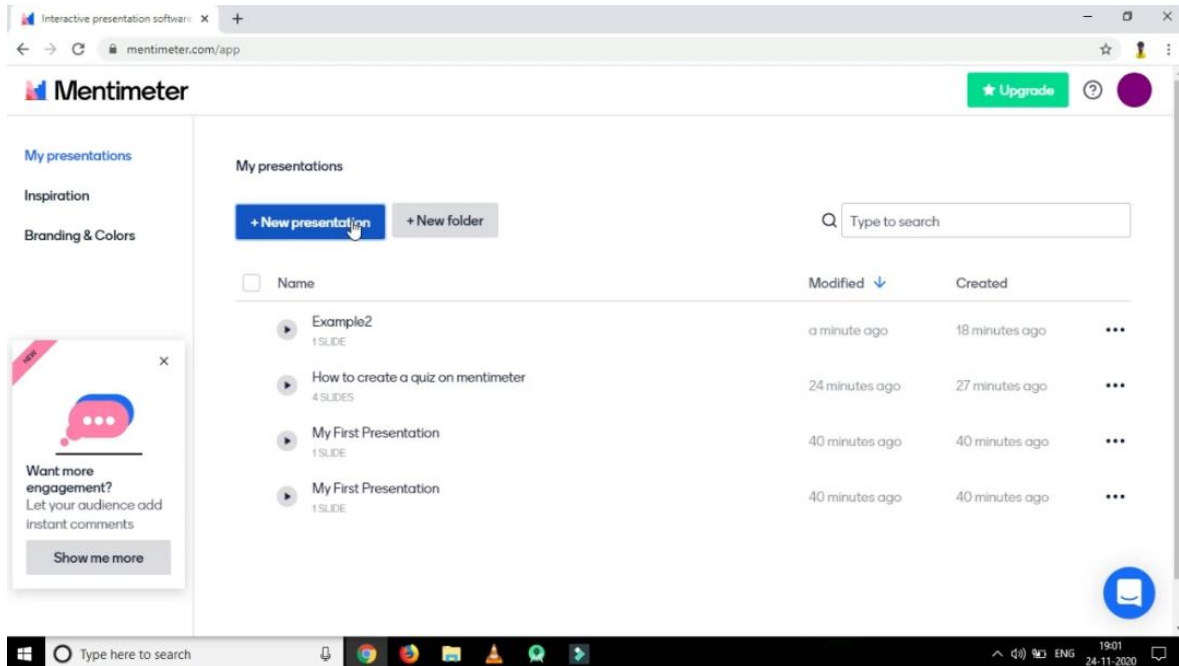 Interactive presentation software
mentimeter.com/app
Mentimeter
★ Upgrade
My presentations
Inspiration
Branding & Colors
My presentations
+ New presentation
+ New folder
Type to search
Name Modified Created
Example2
1 SLIDE
a minute ago 18 minutes ago
How to create a quiz on mentimeter
4 SLIDES
24 minutes ago 27 minutes ago
My First Presentation
1 SLIDE
40 minutes ago 40 minutes ago
My First Presentation
1 SLIDE
40 minutes ago 40 minutes ago
NEW
Want more
engagement?
Let your audience add
instant comments
Show me more
Type here to search
ENG
19:01
24-11-2020